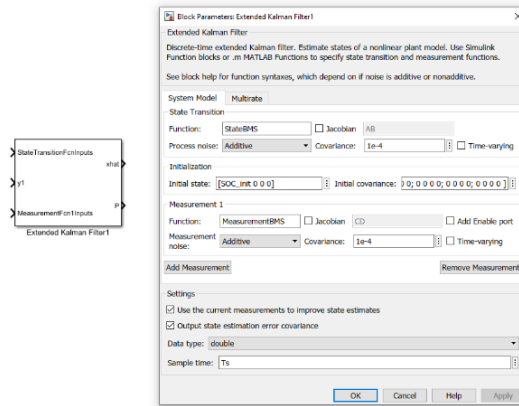 Block Parameters: Extended Kalman Filter1
Extended Kalman Filter
Discrete-time extended Kalman filter. Estimate states of a nonlinear plant model. Use Simulink
Function blocks or .m MATLAB Functions to specify state transition and measurement functions.
See block help for function syntaxes, which depend on if noise is additive or nonadditive.
System Model Multirate
State Transition
Function: StateBMS Jacobian AB
Process noise: Additive Covariance: 1e-4 Time-varying
Initialization
Initial state: [SOC_init 0 0 0] Initial covariance: 0; 0 0 0 0; 0 0 0 0; 0 0 0 0 ]
Measurement 1
Function: MeasurementBMS Jacobian CD Add Enable port
Measurement noise: Additive Covariance: 1e-4 Time-varying
Add Measurement Remove Measurement
Settings
Use the current measurements to improve state estimates
Output state estimation error covariance
Data type: double
Sample time: Ts
OK Cancel Help Apply
StateTransitionFcnInputs
xhat
y1
P
MeasurementFcn1Inputs
Extended Kalman Filter1